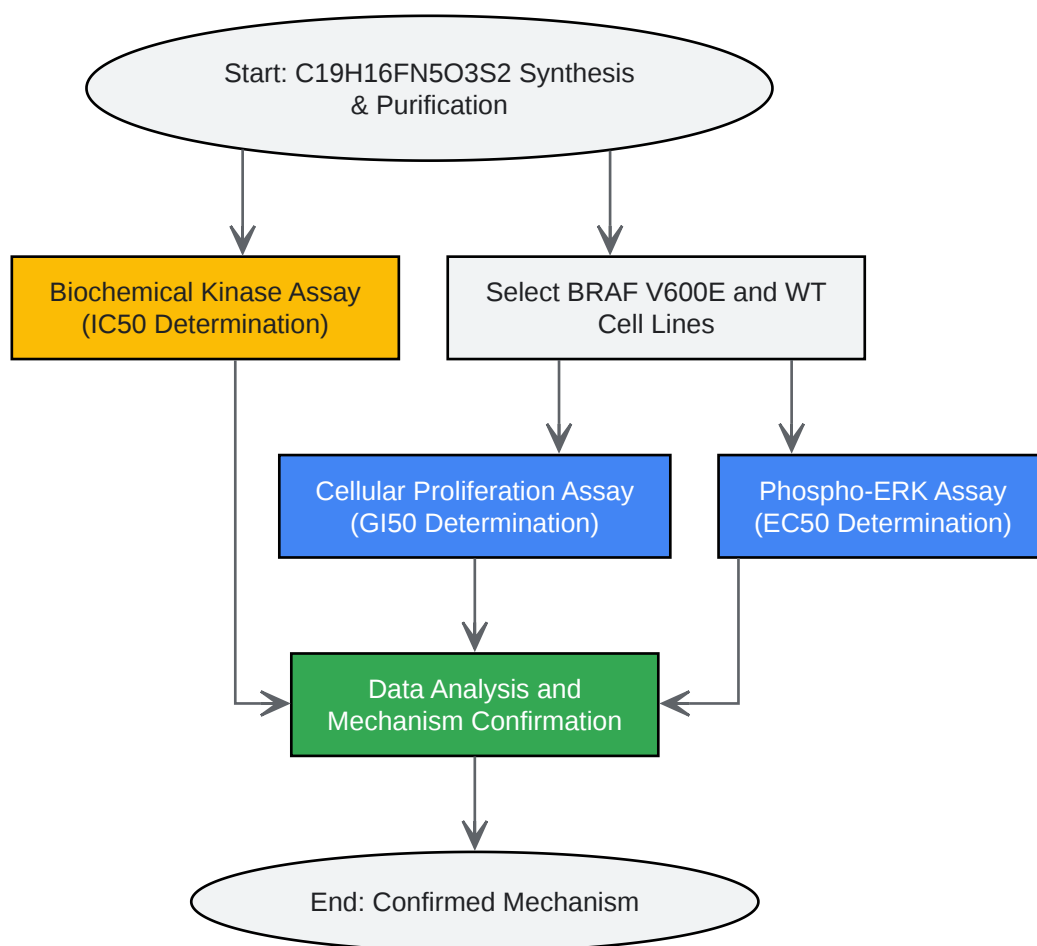 Start: C19H16FN5O3S2 Synthesis
& Purification
Biochemical Kinase Assay
(IC50 Determination)
Select BRAF V600E and WT
Cell Lines
Cellular Proliferation Assay
(GI50 Determination)
Phospho-ERK Assay
(EC50 Determination)
Data Analysis and
Mechanism Confirmation
End: Confirmed Mechanism